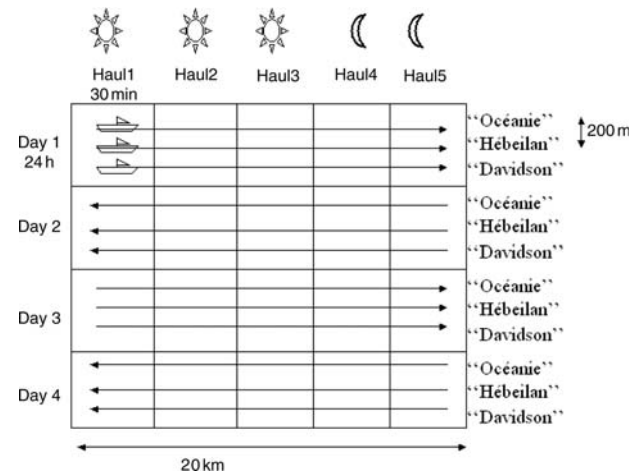 Haul1 Haul2 Haul3 Haul4 Haul5
30 min
Day 1
24 h
“Océanie”
“Hébeilan”
“Davidson”
200 m
Day 2
“Océanie”
“Hébeilan”
“Davidson”
Day 3
“Océanie”
“Hébeilan”
“Davidson”
Day 4
“Océanie”
“Hébeilan”
“Davidson”
20 km